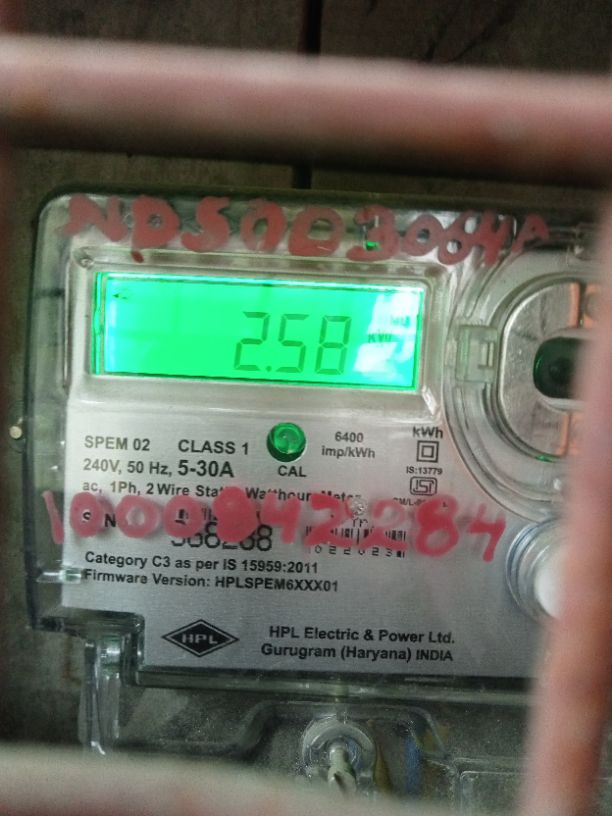 NDS003064A
2.58
kW
SPEM 02 CLASS 1
6400 imp/kWh
kWh
240V, 50 Hz, 5-30A
CAL
IS:13779
ac, 1Ph, 2 Wire Static Watthour Meter
1000842284
Category C3 as per IS 15959:2011
Firmware Version: HPLSPEM6XXX01
HPL
HPL Electric & Power Ltd.
Gurugram (Haryana) INDIA